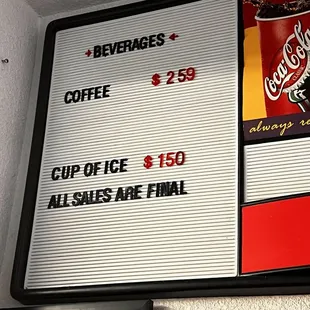 BEVERAGES
COFFEE $ 259
CUP OF ICE $ 150
ALL SALES ARE FINAL
Coca-Cola
always